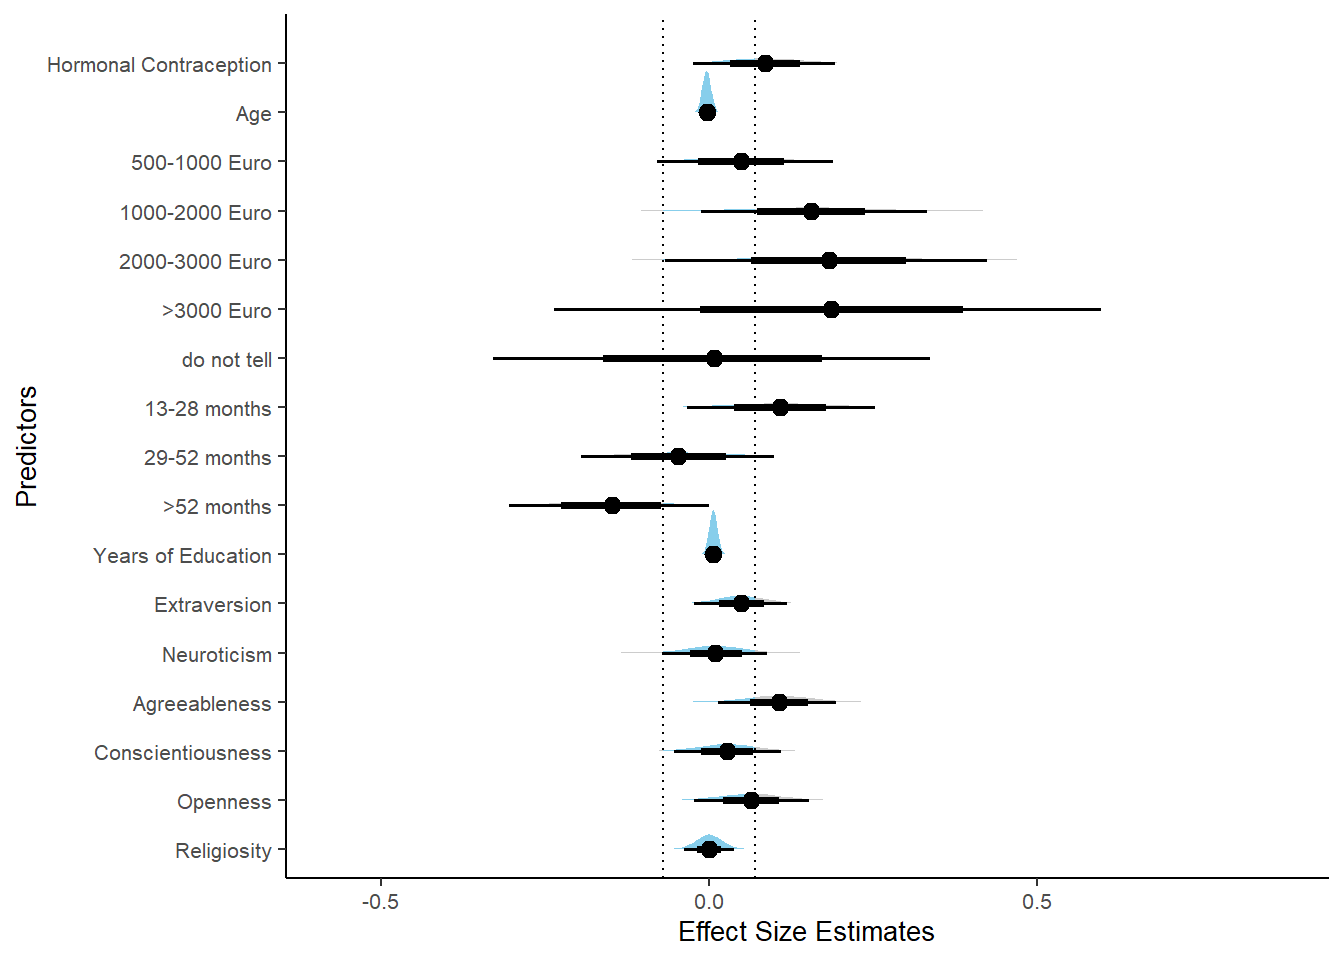 Predictors
Hormonal Contraception
Age
500-1000 Euro
1000-2000 Euro
2000-3000 Euro
>3000 Euro
do not tell
13-28 months
29-52 months
>52 months
Years of Education
Extraversion
Neuroticism
Agreeableness
Conscientiousness
Openness
Religiosity
-0.5 0.0 0.5
Effect Size Estimates